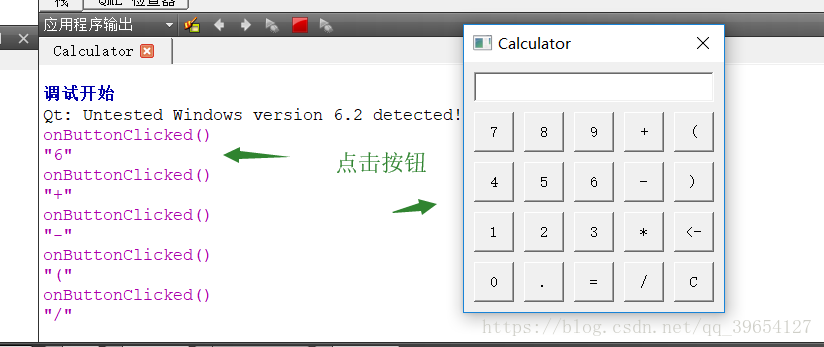 栈 QML 检查器
应用程序输出
Calculator
调试开始
Qt: Untested Windows version 6.2 detected!
onButtonClicked()
"6"
onButtonClicked()
"+"
onButtonClicked()
"-"
onButtonClicked()
"("
onButtonClicked()
"/"
点击按钮
Calculator
7 8 9 + (
4 5 6 - )
1 2 3 * <-
0 . = / C
https://blog.csdn.net/qq_39654127